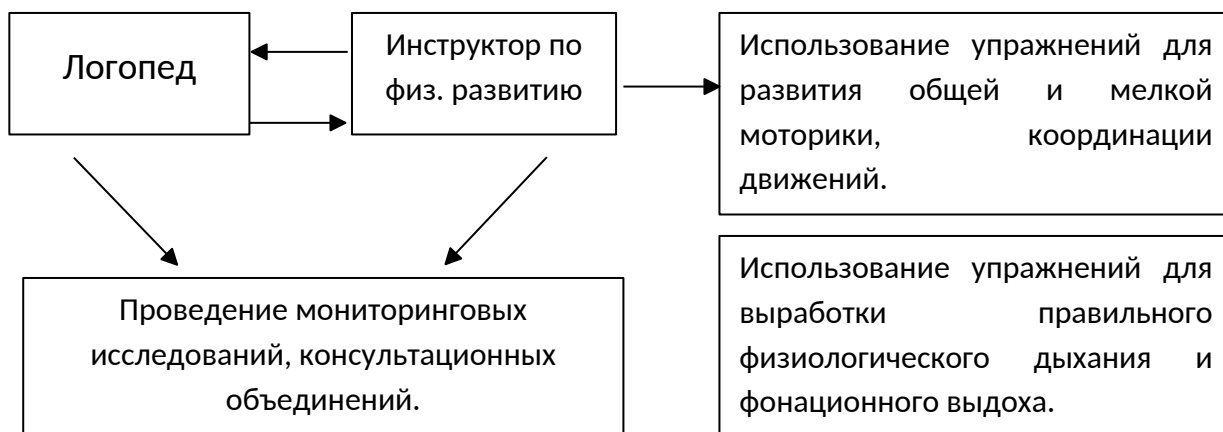 Логопед
Инструктор по
физ. развитию
Использование упражнений для
развития общей и мелкой
моторики, координации
движений.
Проведение мониторинговых
исследований, консультационных
объединений.
Использование упражнений для
выработки правильного
физиологического дыхания и
фонационного выдоха.